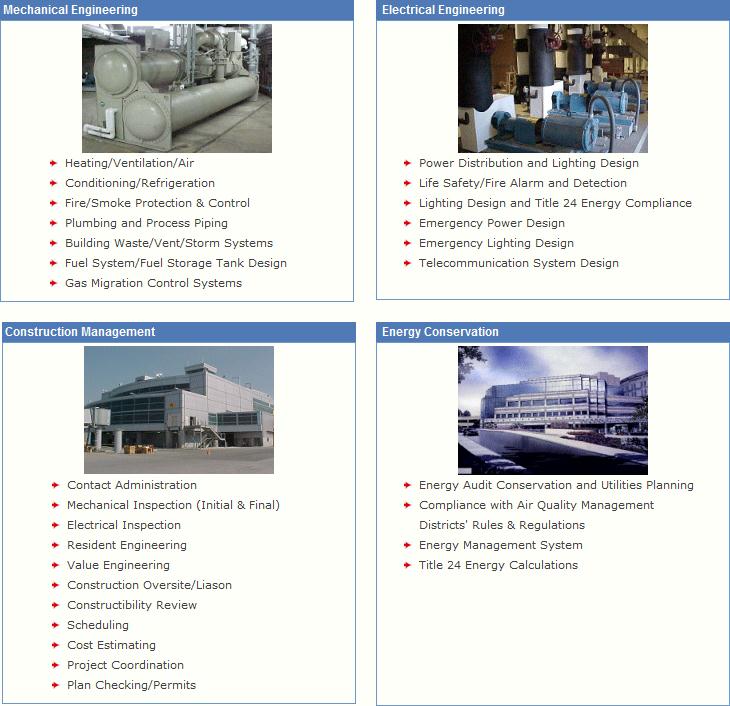 Mechanical Engineering
Heating/Ventilation/Air
Conditioning/Refrigeration
Fire/Smoke Protection & Control
Plumbing and Process Piping
Building Waste/Vent/Storm Systems
Fuel System/Fuel Storage Tank Design
Gas Migration Control Systems
Electrical Engineering
Power Distribution and Lighting Design
Life Safety/Fire Alarm and Detection
Lighting Design and Title 24 Energy Compliance
Emergency Power Design
Emergency Lighting Design
Telecommunication System Design
Construction Management
Contact Administration
Mechanical Inspection (Initial & Final)
Electrical Inspection
Resident Engineering
Value Engineering
Construction Oversite/Liason
Constructibility Review
Scheduling
Cost Estimating
Project Coordination
Plan Checking/Permits
Energy Conservation
Energy Audit Conservation and Utilities Planning
Compliance with Air Quality Management
Districts' Rules & Regulations
Energy Management System
Title 24 Energy Calculations